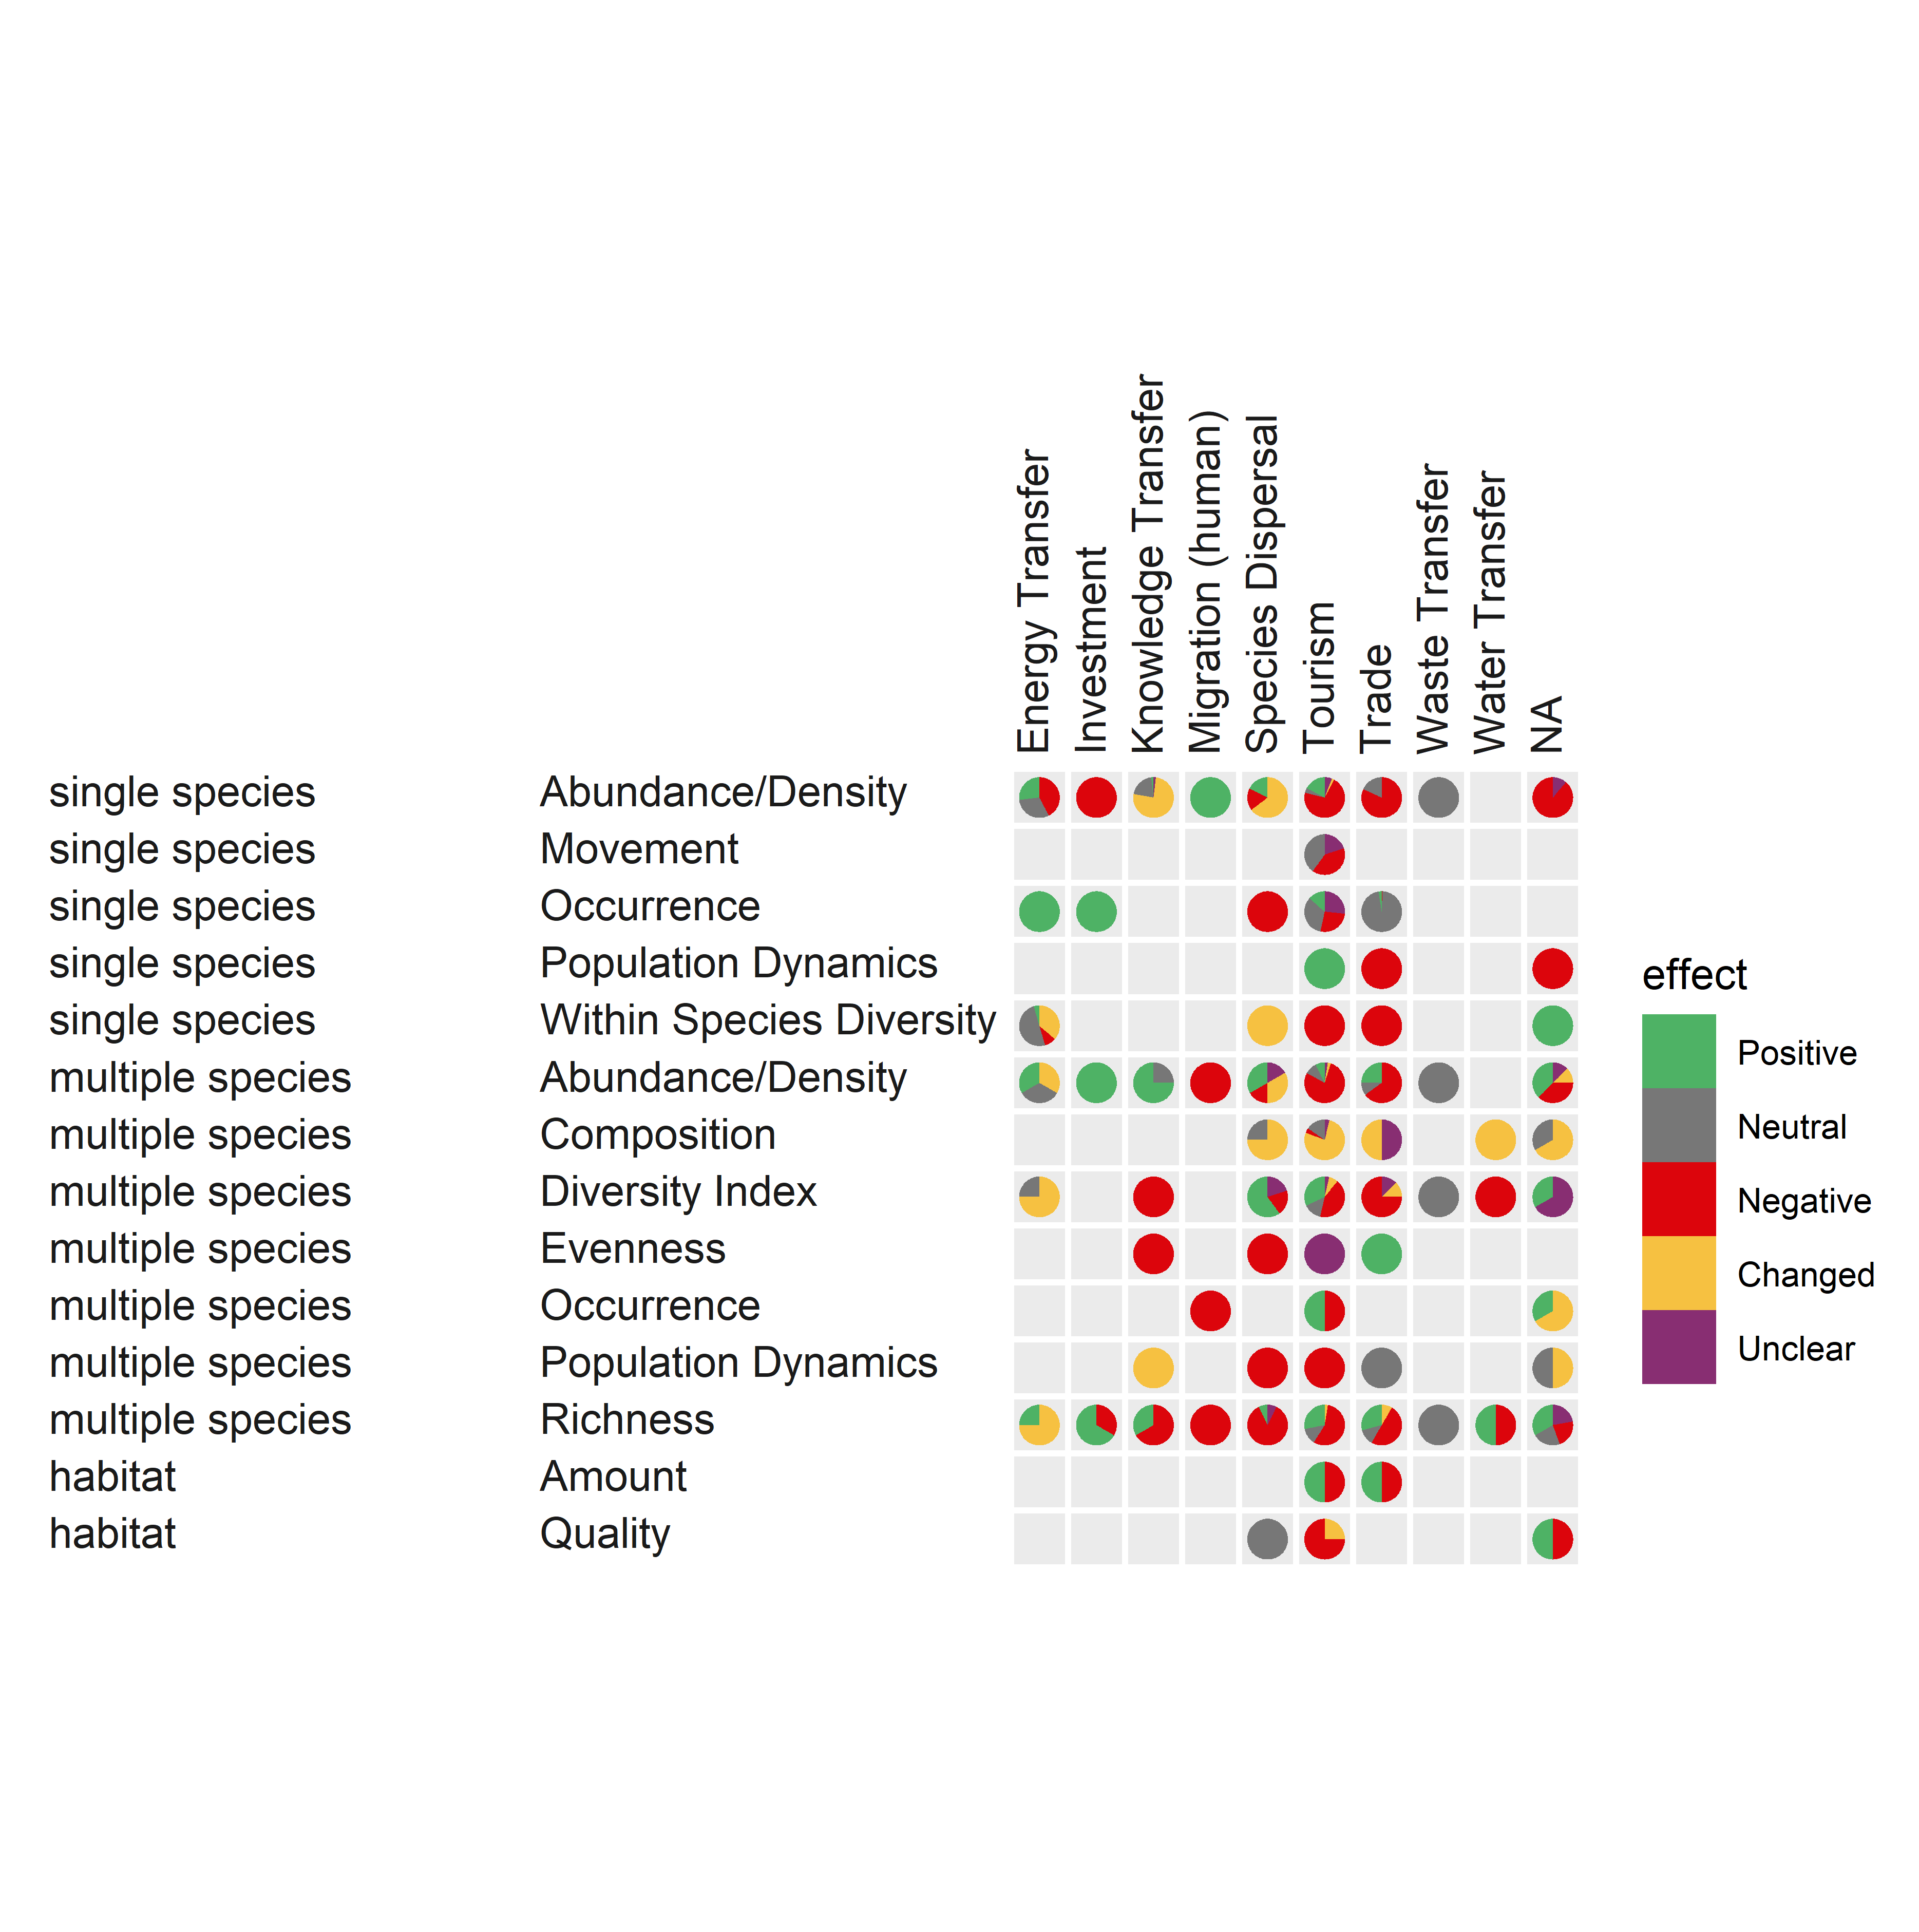 Energy Transfer
Investment
Knowledge Transfer
Migration (human)
Species Dispersal
Tourism
Trade
Waste Transfer
Water Transfer
NA
single species Abundance/Density
single species Movement
single species Occurrence
single species Population Dynamics
single species Within Species Diversity
multiple species Abundance/Density
multiple species Composition
multiple species Diversity Index
multiple species Evenness
multiple species Occurrence
multiple species Population Dynamics
multiple species Richness
habitat Amount
habitat Quality
effect
Positive
Neutral
Negative
Changed
Unclear